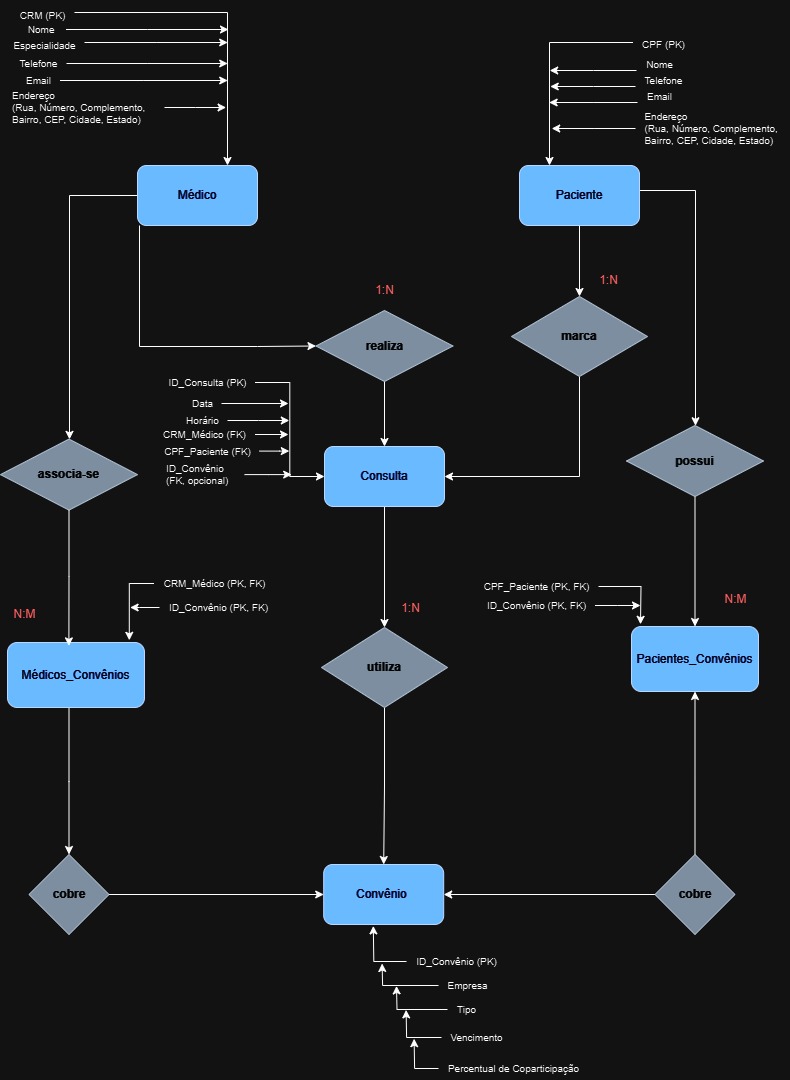 CRM (PK)
Nome
Especialidade
Telefone
Email
Endereço
(Rua, Número, Complemento,
Bairro, CEP, Cidade, Estado)
CPF (PK)
Nome
Telefone
Email
Endereço
(Rua, Número, Complemento,
Bairro, CEP, Cidade, Estado)
Médico
Paciente
1:N
1:N
realiza
marca
ID_Consulta (PK)
Data
Horário
CRM_Médico (FK)
CPF_Paciente (FK)
ID_Convênio
(FK, opcional)
associa-se
Consulta
possui
CRM_Médico (PK, FK)
ID_Convênio (PK, FK)
N:M
1:N
CPF_Paciente (PK, FK)
ID_Convênio (PK, FK)
N:M
Médicos_Convênios
utiliza
Pacientes_Convênios
cobre
Convênio
cobre
ID_Convênio (PK)
Empresa
Tipo
Vencimento
Percentual de Coparticipação